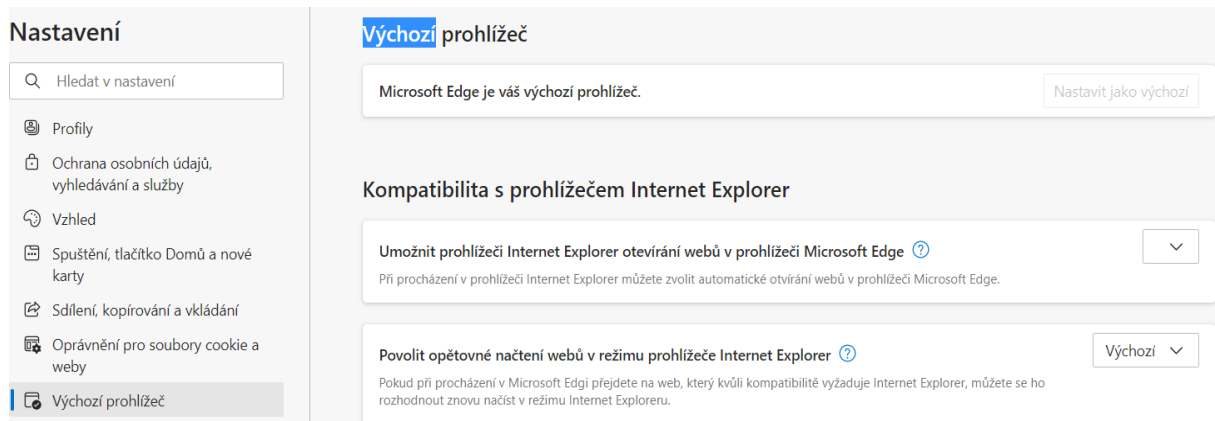 Nastavení
Hledat v nastavení
Profily
Ochrana osobních údajů,
vyhledávání a služby
Vzhled
Spuštění, tlačítko Domů a nové
karty
Sdílení, kopírování a vkládání
Oprávnění pro soubory cookie a
weby
Výchozí prohlížeč
Výchozí prohlížeč
Microsoft Edge je váš výchozí prohlížeč.
Nastavit jako výchozí
Kompatibilita s prohlížečem Internet Explorer
Umožnit prohlížeči Internet Explorer otevírání webů v prohlížeči Microsoft Edge
Při procházení v prohlížeči Internet Explorer můžete zvolit automatické otvírání webů v prohlížeči Microsoft Edge.
Povolit opětovné načtení webů v režimu prohlížeče Internet Explorer
Výchozí
Pokud při procházení v Microsoft Edgi přejdete na web, který kvůli kompatibilitě vyžaduje Internet Explorer, můžete se ho
rozhodnout znovu načíst v režimu Internet Exploreru.